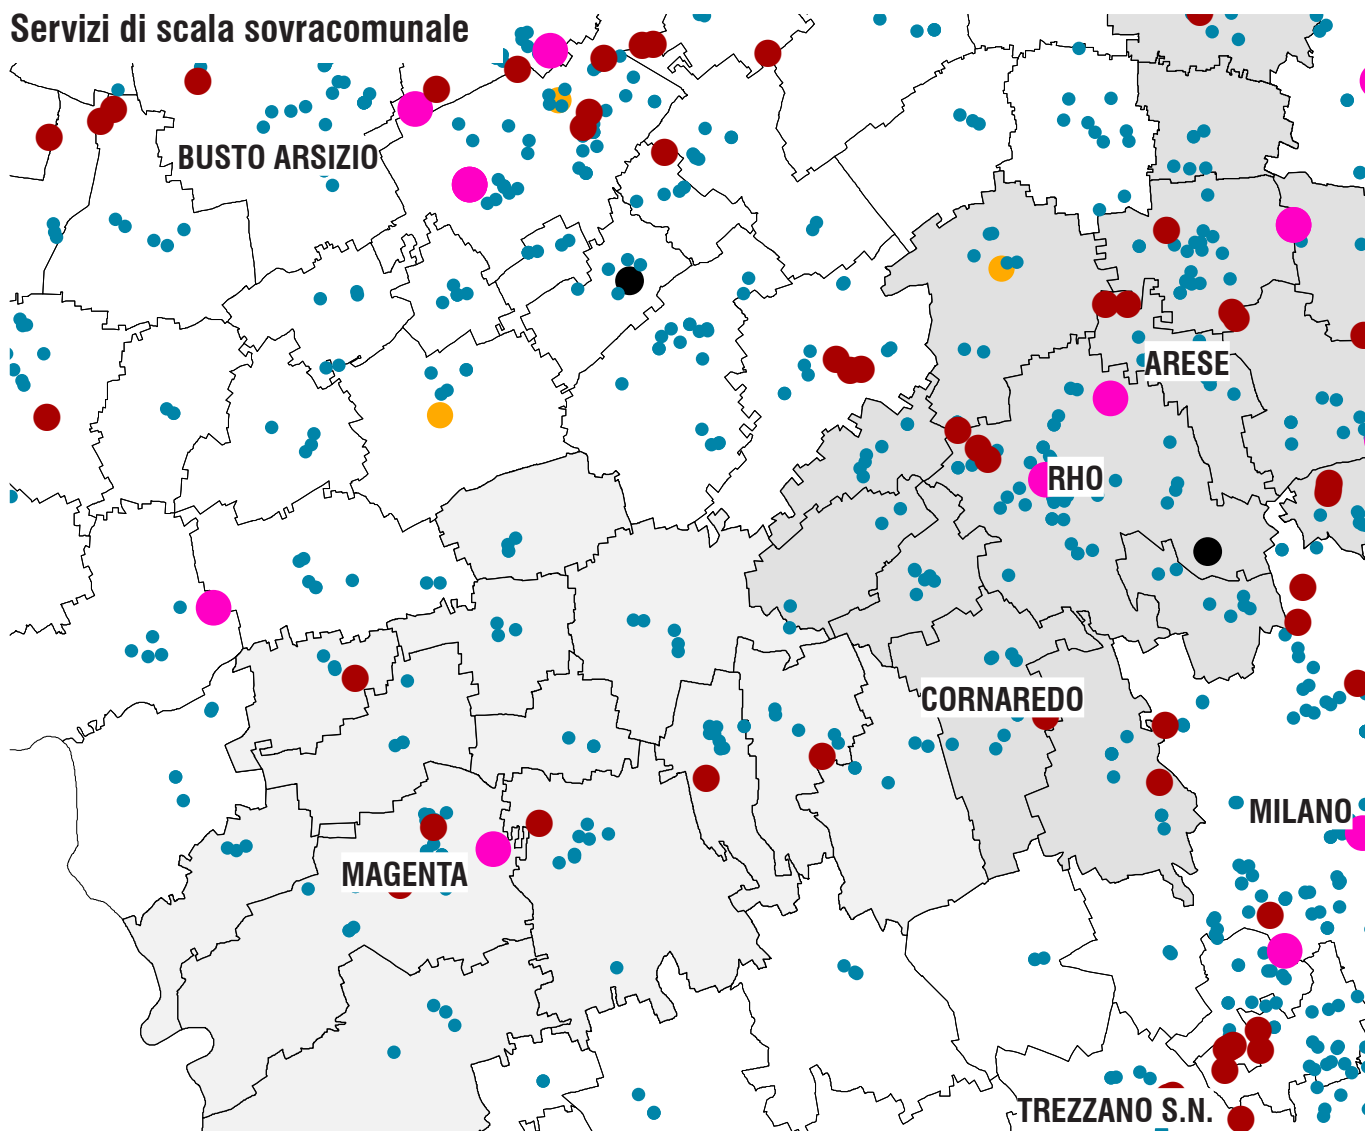 Servizi di scala sovracomunale
BUSTO ARSIZIO
ARESE
RHO
CORNAREDO
MILANO
MAGENTA
TREZZANO S.N.